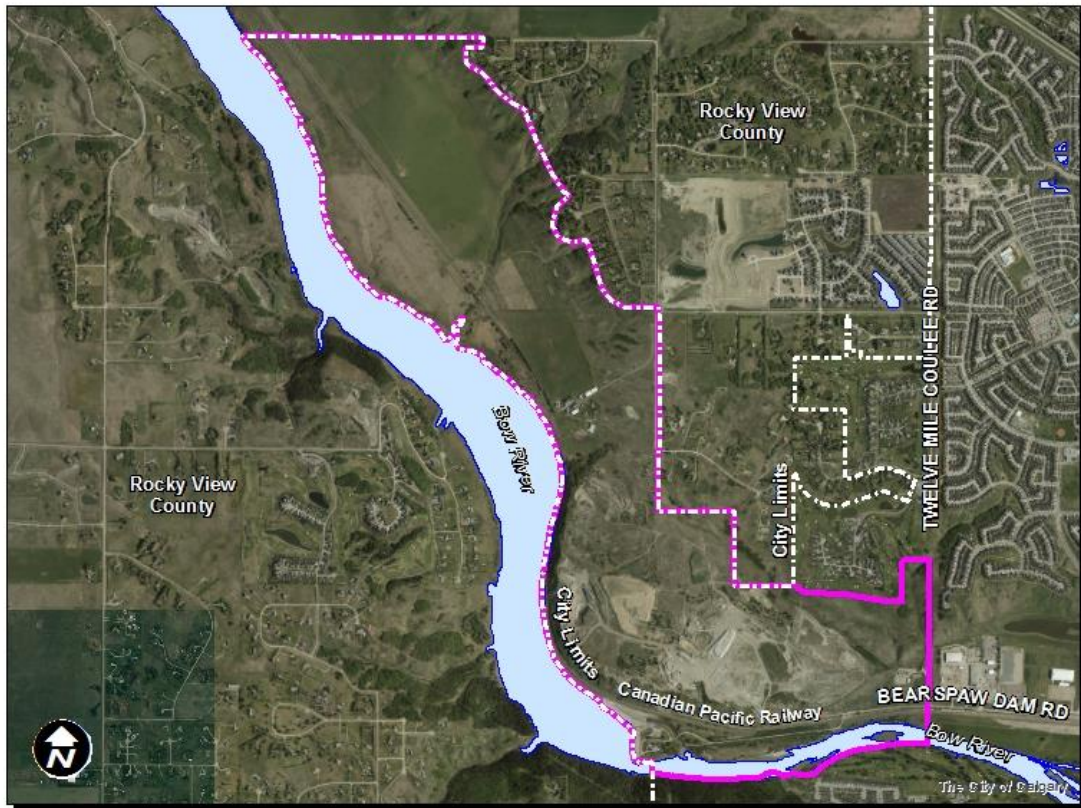 Rocky View
County
TWELVE MILE COULEE RD
Bow River
Rocky View
County
City Limits
City Limits
Canadian Pacific Railway
BEARSPAW DAM RD
Bow River
N
The City of Calgary